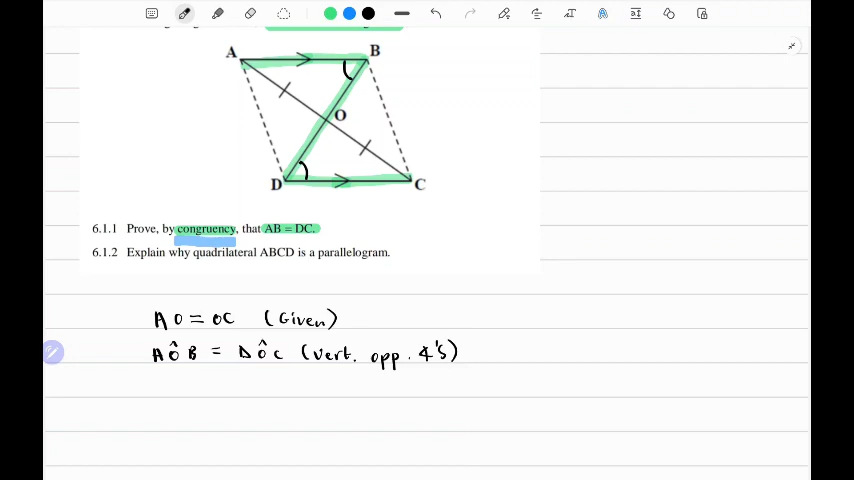 A
B
O
D
C
6.1.1 Prove, by congruency, that AB = DC.
6.1.2 Explain why quadrilateral ABCD is a parallelogram.
AO = OC (Given)
AÔB = DÔC (vert. opp. ∢'s)